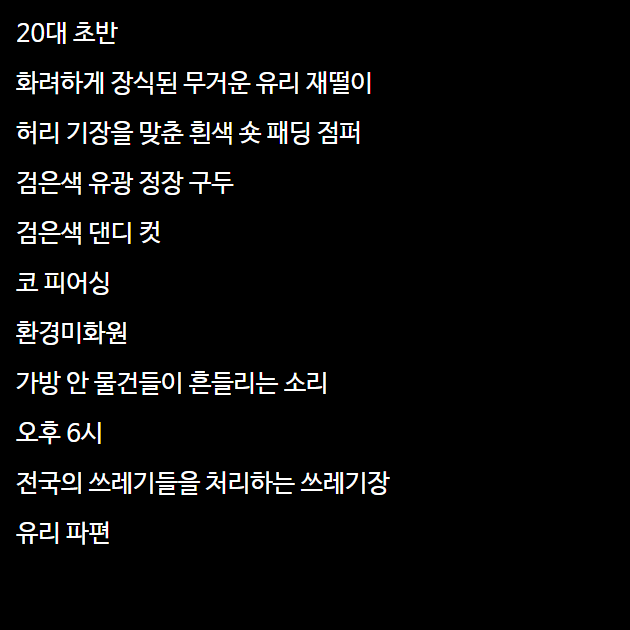 20대 초반
화려하게 장식된 무거운 유리 재떨이
허리 기장을 맞춘 흰색 숏 패딩 점퍼
검은색 유광 정장 구두
검은색 댄디 컷
코 피어싱
환경미화원
가방 안 물건들이 흔들리는 소리
오후 6시
전국의 쓰레기들을 처리하는 쓰레기장
유리 파편